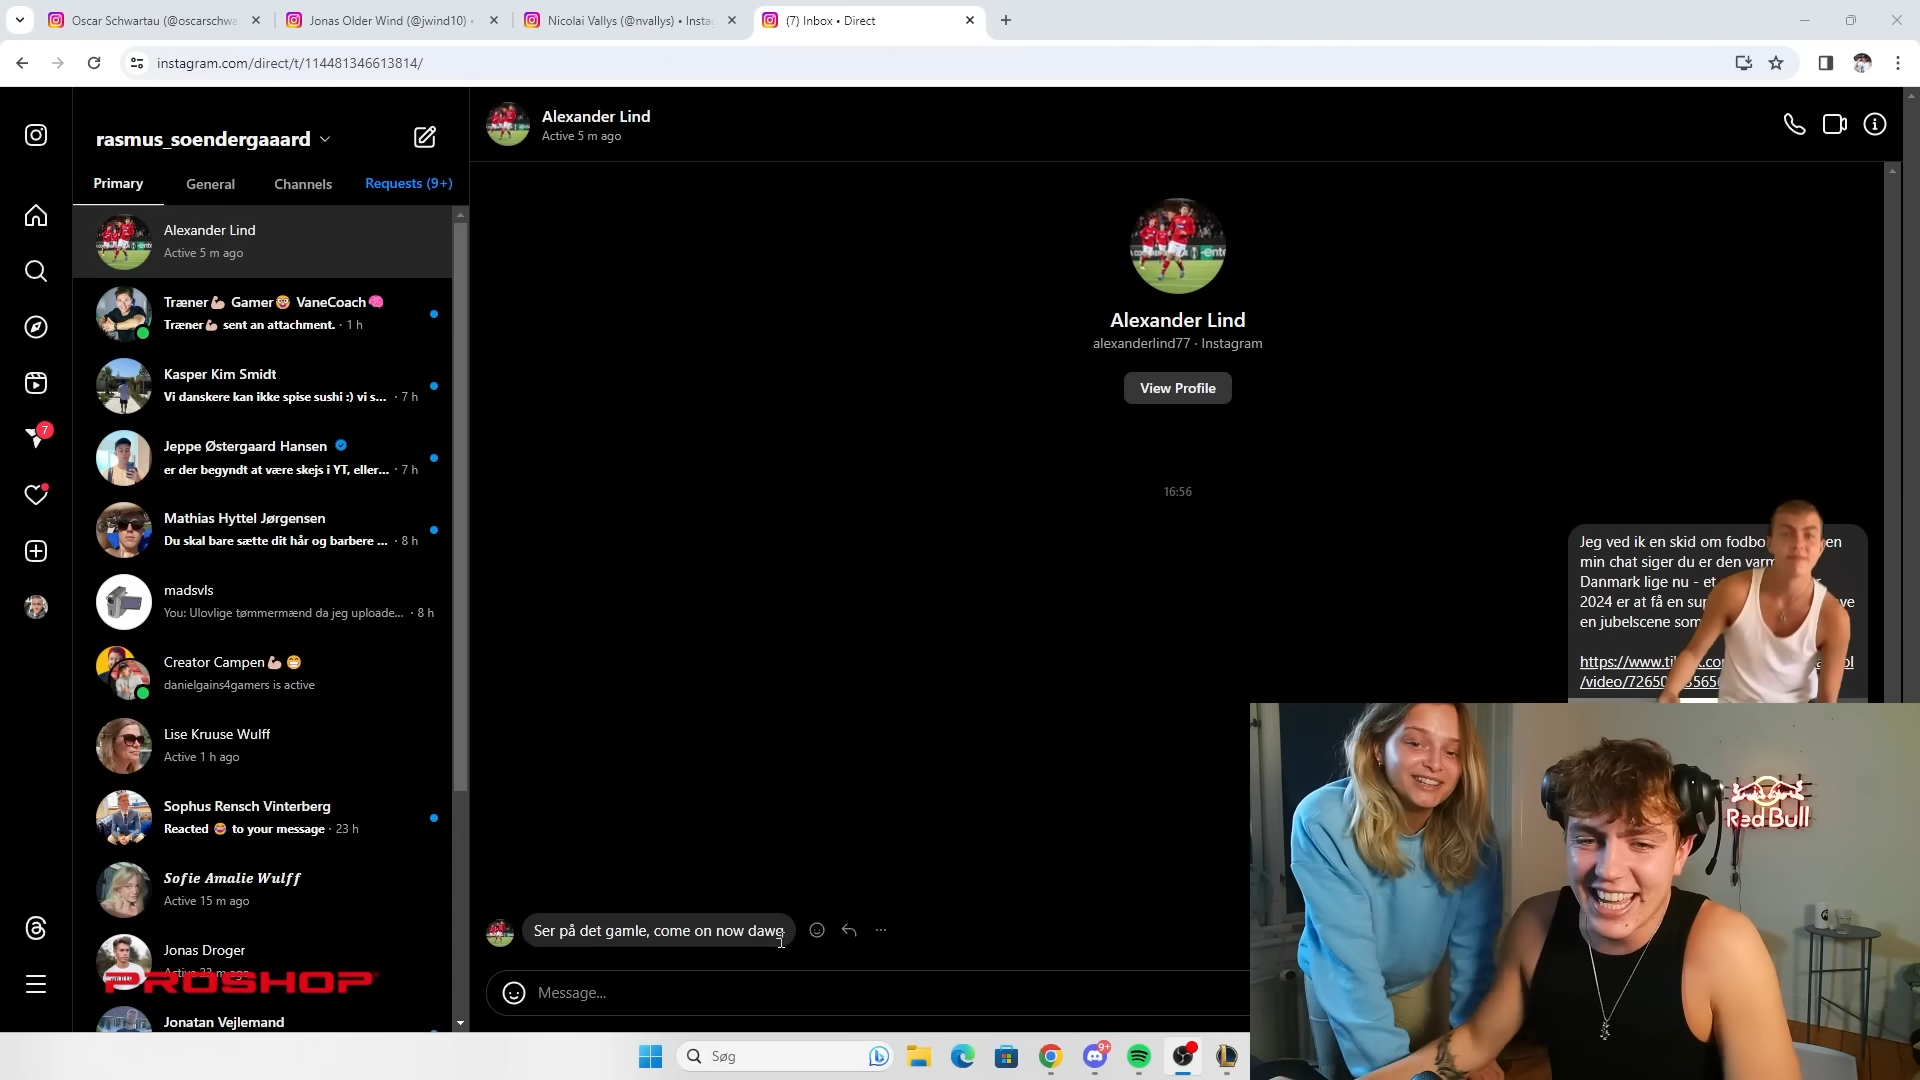 Oscar Schwartau (@oscarschwa
Jonas Older Wind (@jwind10) •
Nicolai Vallys (@nvallys) • Insta
(7) Inbox • Direct
instagram.com/direct/t/114481346613814/
rasmus_soendergaaard
Primary
General
Channels
Requests (9+)
Alexander Lind
Active 5 m ago
Træner💪🏼 Gamer🤓 VaneCoach🧠
Træner💪🏼 sent an attachment. · 1 h
Kasper Kim Smidt
Vi danskere kan ikke spise sushi :) vi s... · 7 h
7
Jeppe Østergaard Hansen
er der begyndt at være skejs i YT, eller... · 7 h
Mathias Hyttel Jørgensen
Du skal bare sætte dit hår og barbere ... · 8 h
madsvls
You: Ulovlige tømmermænd da jeg uploade... · 8 h
Creator Campen💪🏼 😁
danielgains4gamers is active
Lise Kruuse Wulff
Active 1 h ago
Sophus Rensch Vinterberg
Reacted 😂 to your message · 23 h
Sofie Amalie Wulff
Active 15 m ago
Jonas Droger
Active 23 m ago
PROSHOP
Jonatan Vejlemand
Alexander Lind
Active 5 m ago
Alexander Lind
alexanderlind77 · Instagram
View Profile
16:56
Jeg ved ik en skid om
min chat siger du er den
Danmark lige nu - et
2024 er at få en
en jubelscene som
Ser på det gamle, come on now dawg
Message...
Red Bull
Søg
9+